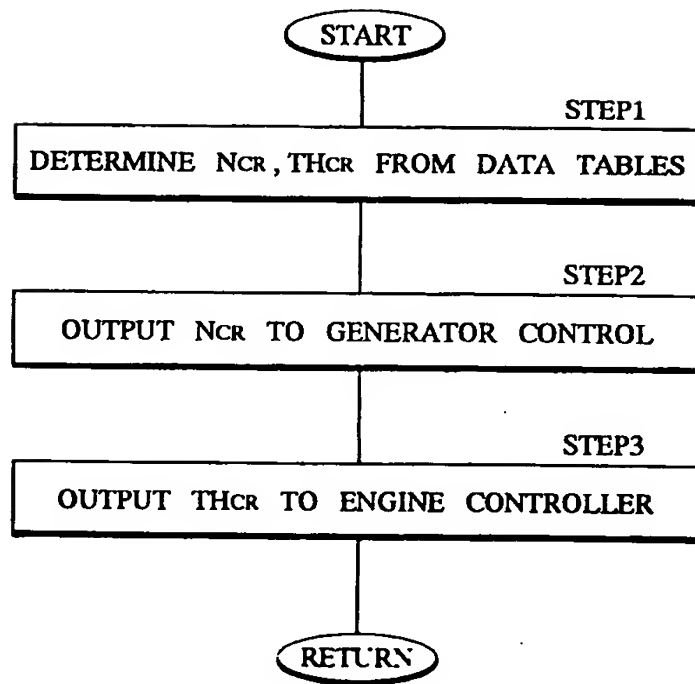 START
STEP1
DETERMINE NCR, THCR FROM DATA TABLES
STEP2
OUTPUT NCR TO GENERATOR CONTROL
STEP3
OUTPUT THCR TO ENGINE CONTROLLER
RETURN